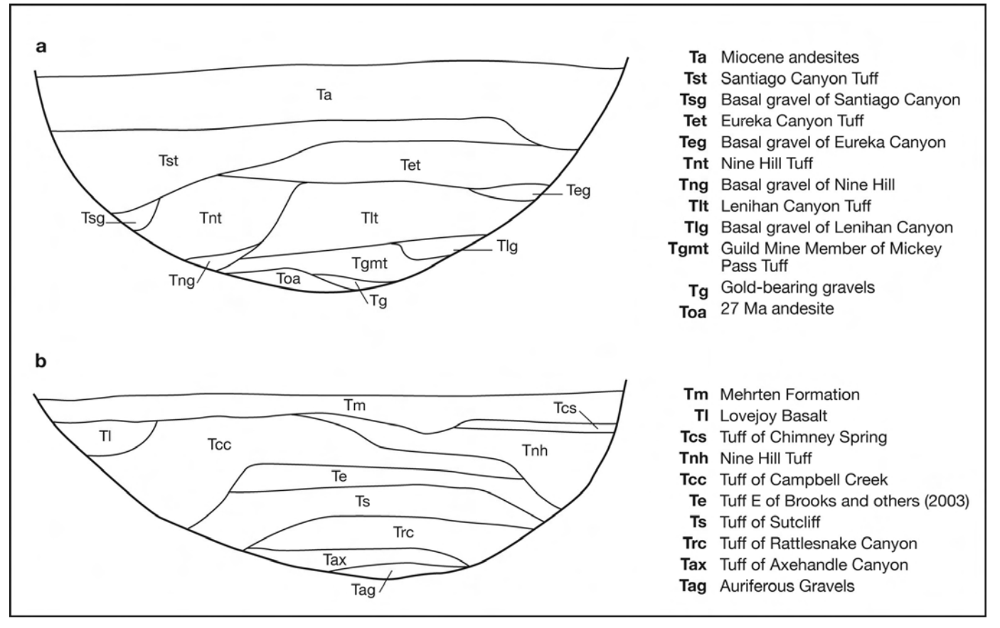 a
Ta
Tst
Tet
Teg
Tsg
Tnt
Tlt
Tlg
Tgmt
Tng
Toa
Tg
Ta Miocene andesites
Tst Santiago Canyon Tuff
Tsg Basal gravel of Santiago Canyon
Tet Eureka Canyon Tuff
Teg Basal gravel of Eureka Canyon
Tnt Nine Hill Tuff
Tng Basal gravel of Nine Hill
Tlt Lenihan Canyon Tuff
Tlg Basal gravel of Lenihan Canyon
Tgmt Guild Mine Member of Mickey
Pass Tuff
Tg Gold-bearing gravels
Toa 27 Ma andesite
b
Tm
Tcs
Tl
Tcc
Tnh
Te
Ts
Trc
Tax
Tag
Tm Mehrten Formation
Tl Lovejoy Basalt
Tcs Tuff of Chimney Spring
Tnh Nine Hill Tuff
Tcc Tuff of Campbell Creek
Te Tuff E of Brooks and others (2003)
Ts Tuff of Sutcliff
Trc Tuff of Rattlesnake Canyon
Tax Tuff of Axehandle Canyon
Tag Auriferous Gravels